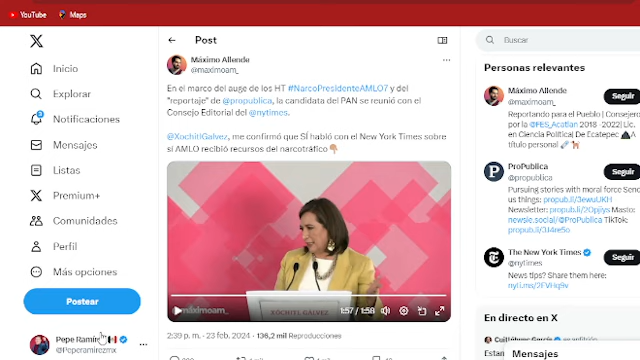 YouTube
Maps
Post
Máximo Allende
@maximoam_
En el marco del auge de los HT #NarcoPresidenteAMLO7 y del
"reportaje" de @propublica, la candidata del PAN se reunió con el
Consejo Editorial del @nytimes.
@XochitlGalvez, me confirmó que SÍ habló con el New York Times sobre
si AMLO recibió recursos del narcotráfico
máximoam_
XÓCHITL GÁLVEZ
1:57 / 1:58
2:39 p. m. · 23 feb. 2024 · 136,2 mil Reproducciones
Inicio
Explorar
3
Notificaciones
Mensajes
Listas
Premium+
Comunidades
Perfil
Más opciones
Postear
Pepe Ramíre
@Peperamirezmx
Buscar
Personas relevantes
Máximo Allende
@maximoam_
Seguir
Reportando para el Pueblo | Consejero
por la @FES_Acatlan 2018 -2022| Lic.
en Ciencia Política| De Ecatepec
A
título personal
ProPublica
@propublica
Seguir
Pursuing stories with moral force Send
us things: propub.li/3ewuUKH
Newsletter: propub.li/2Opjiys Masto:
newsie.social/@ProPublica TikTok:
propub.li/3J4re5o
The New York Times
@nytimes
Seguir
News tips? Share them here:
nyti.ms/2FVHq9v
En directo en X
Mensajes